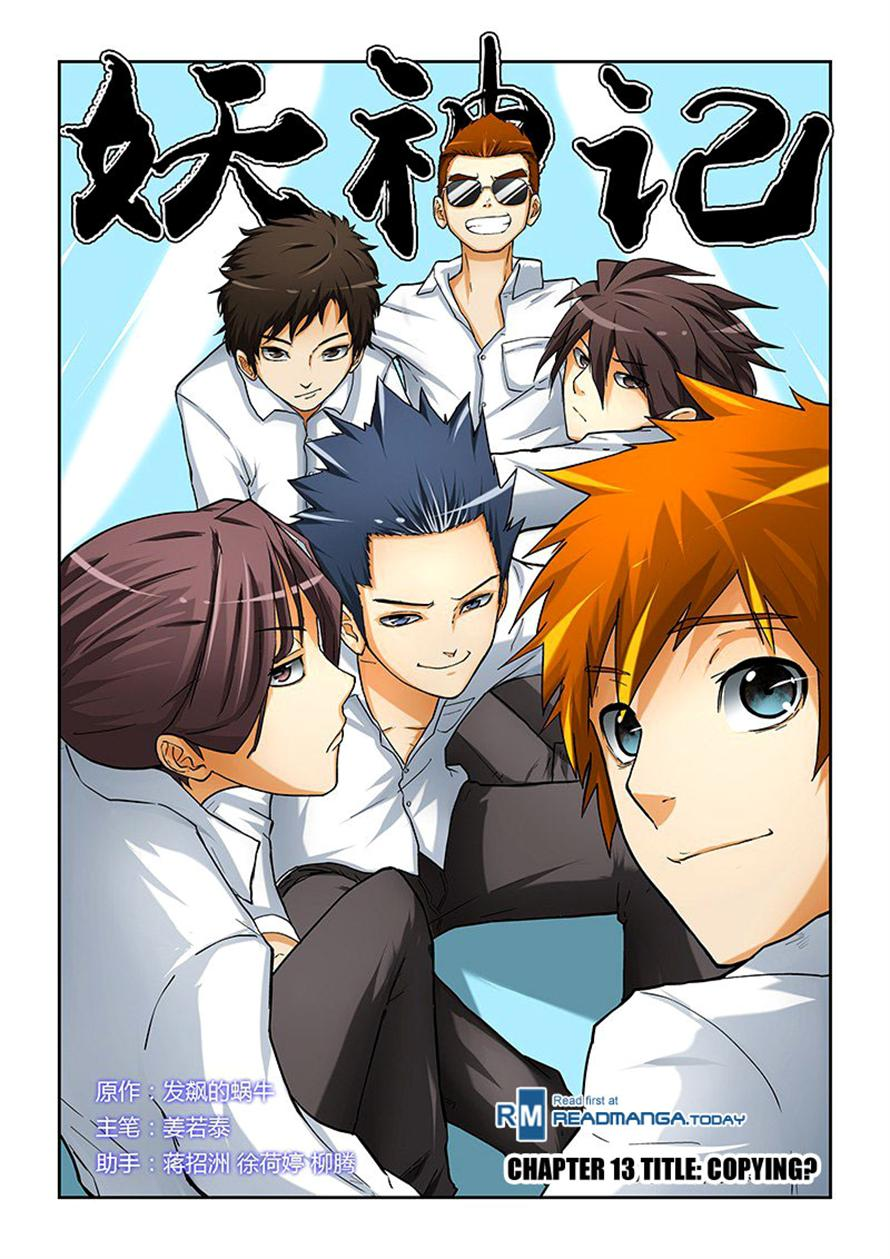 妖神记
原作：发飙的蜗牛
主笔：姜若泰
助手：蒋招洲 徐荷婷 柳腾
RM
Read first at
READMANGA.TODAY
CHAPTER 13 TITLE: COPYING?